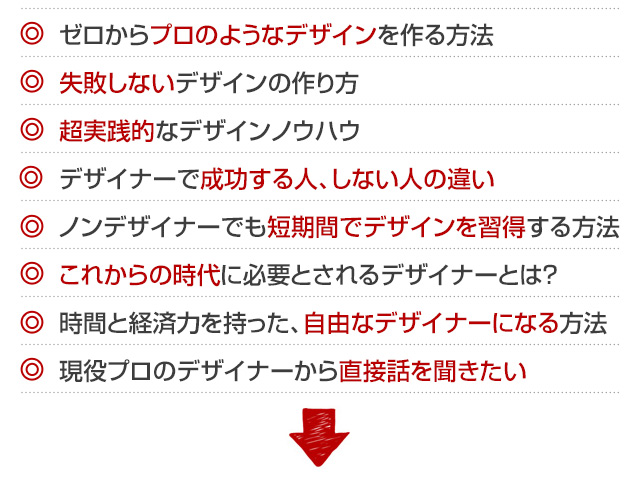 ◎ ゼロからプロのようなデザインを作る方法
◎ 失敗しないデザインの作り方
◎ 超実践的なデザインノウハウ
◎ デザイナーで成功する人、しない人の違い
◎ ノンデザイナーでも短期間でデザインを習得する方法
◎ これからの時代に必要とされるデザイナーとは?
◎ 時間と経済力を持った、自由なデザイナーになる方法
◎ 現役プロのデザイナーから直接話を聞きたい